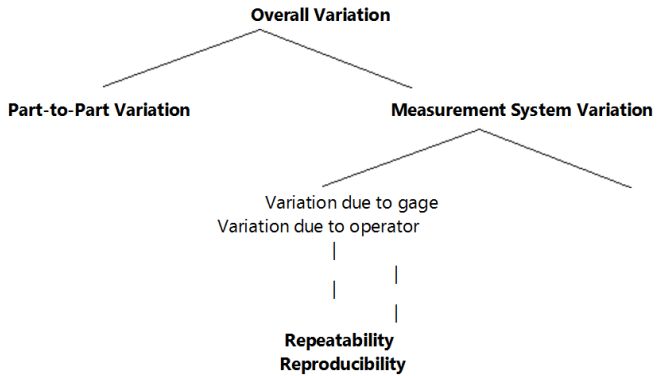 Overall Variation
Part-to-Part Variation
Measurement System Variation
Variation due to gage
Variation due to operator
Repeatability
Reproducibility